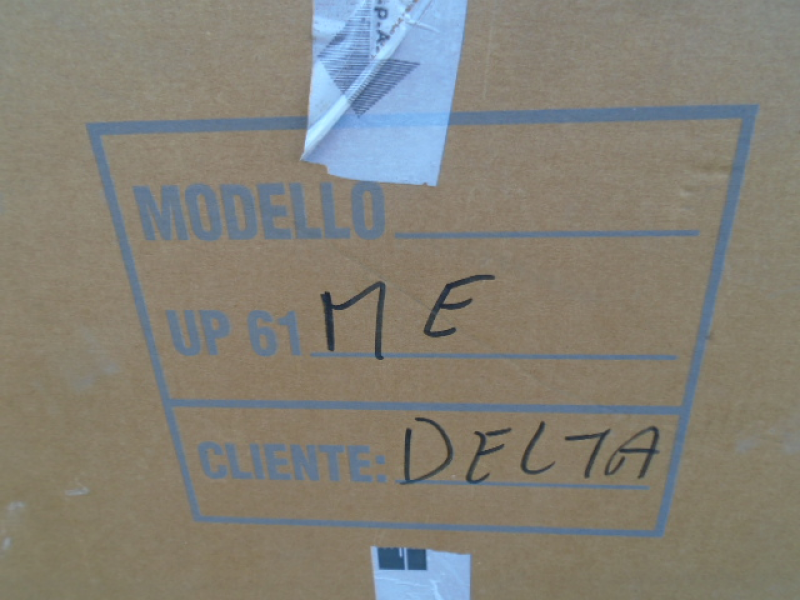 S.p.A.
MODELLO
UP 61 ME
CLIENTE: DELTA